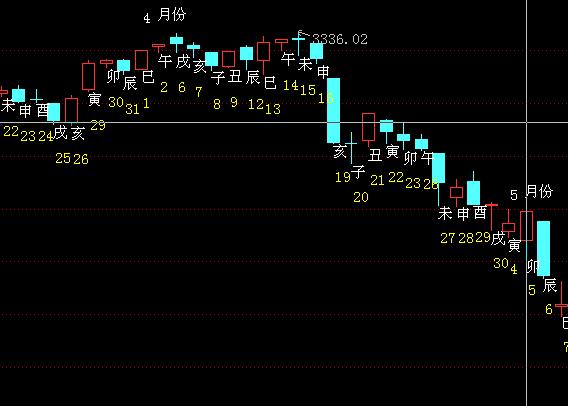 4 月份
3336.02
未 申 酉 戌 亥 寅 卯 辰 巳 午 戌 亥 子 丑 辰 巳 午 未 申 亥 子 丑 寅 卯 午 未 申 酉 戌 寅 卯 辰 巳
22 23 24 25 26 29 30 31 1 2 6 7 8 9 12 13 14 15 16 19 20 21 22 23 26 27 28 29 30 4 5 6 7
5 月份